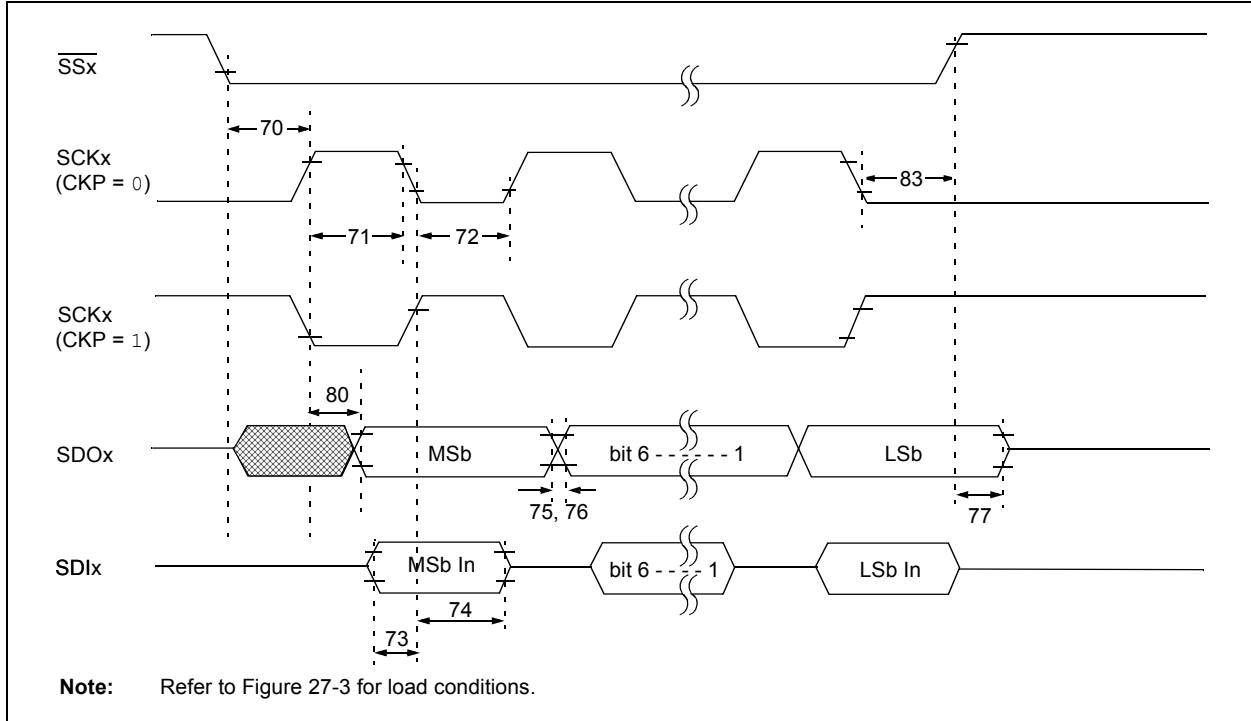 SSx
70
SCKx
(CKP = 0)
83
71
72
SCKx
(CKP = 1)
80
SDOx
MSb
bit 6 - - - - - - 1
LSb
75, 76
77
SDIx
MSb In
bit 6 - - - - 1
LSb In
74
73
Note: Refer to Figure 27-3 for load conditions.